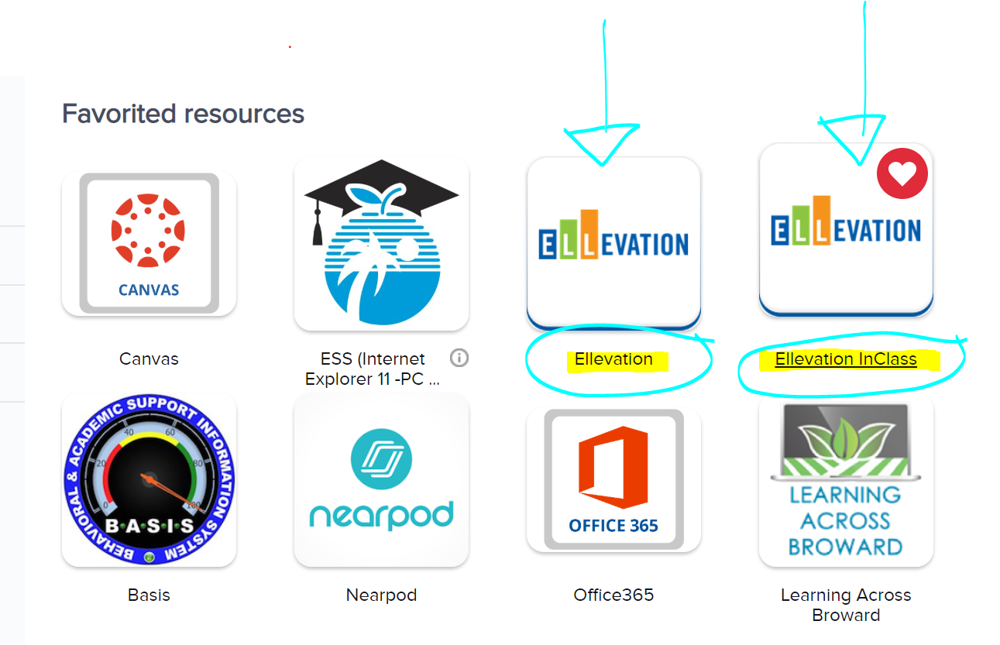 Favorited resources
CANVAS
ELLEVATION
ELLEVATION
Canvas
ESS (Internet
Explorer 11 -PC ...
i
Ellevation
Ellevation InClass
BEHAVIORAL & ACADEMIC SUPPORT INFORMATION SYSTEM
0 20 40 60 80 100
B•A•S•I•S
nearpod
OFFICE 365
LEARNING
ACROSS
BROWARD
Basis
Nearpod
Office365
Learning Across
Broward